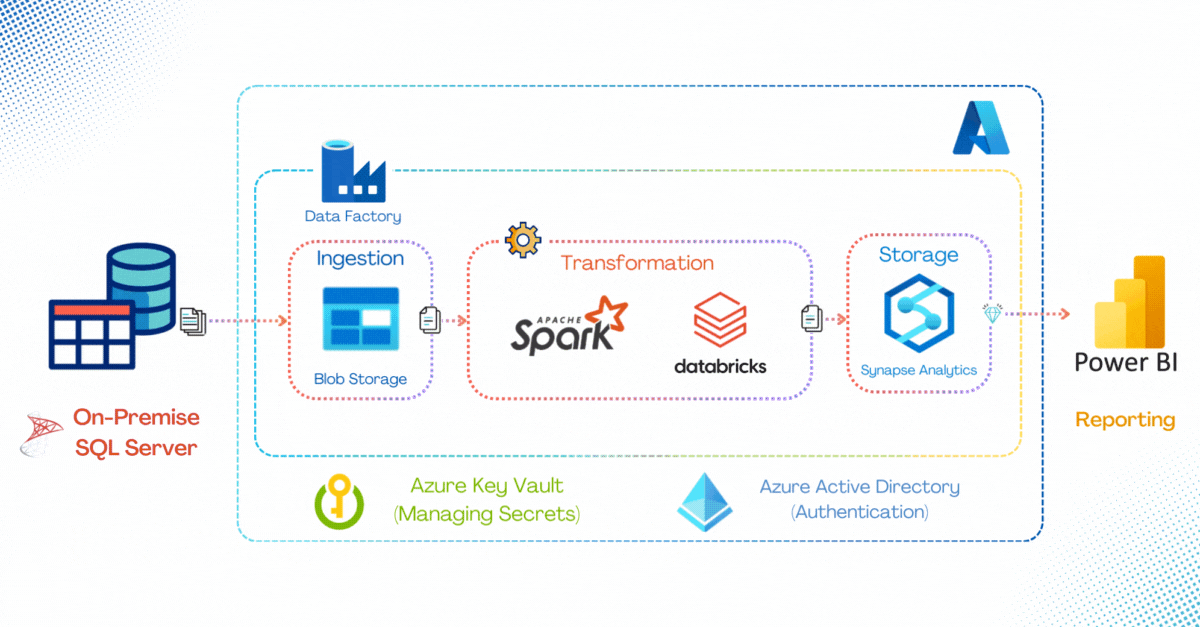 Data Factory
Ingestion
Blob Storage
Transformation
APACHE
Spark
databricks
Storage
Synapse Analytics
Power BI
Reporting
On-Premise
SQL Server
Azure Key Vault
(Managing Secrets)
Azure Active Directory
(Authentication)